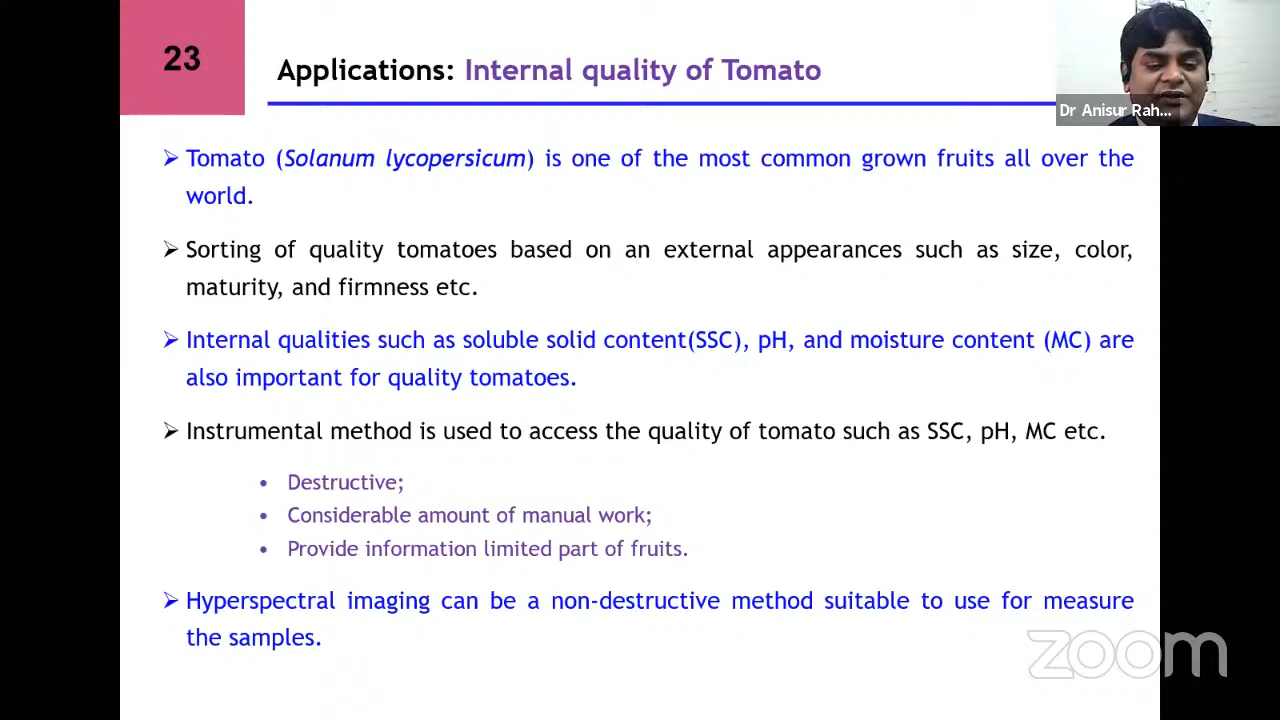 23
Applications: Internal quality of Tomato
Dr Anisur Rah...
➢ Tomato (Solanum lycopersicum) is one of the most common grown fruits all over the
world.
➢ Sorting of quality tomatoes based on an external appearances such as size, color,
maturity, and firmness etc.
➢ Internal qualities such as soluble solid content(SSC), pH, and moisture content (MC) are
also important for quality tomatoes.
➢ Instrumental method is used to access the quality of tomato such as SSC, pH, MC etc.
• Destructive;
• Considerable amount of manual work;
• Provide information limited part of fruits.
➢ Hyperspectral imaging can be a non-destructive method suitable to use for measure
the samples.
zoom